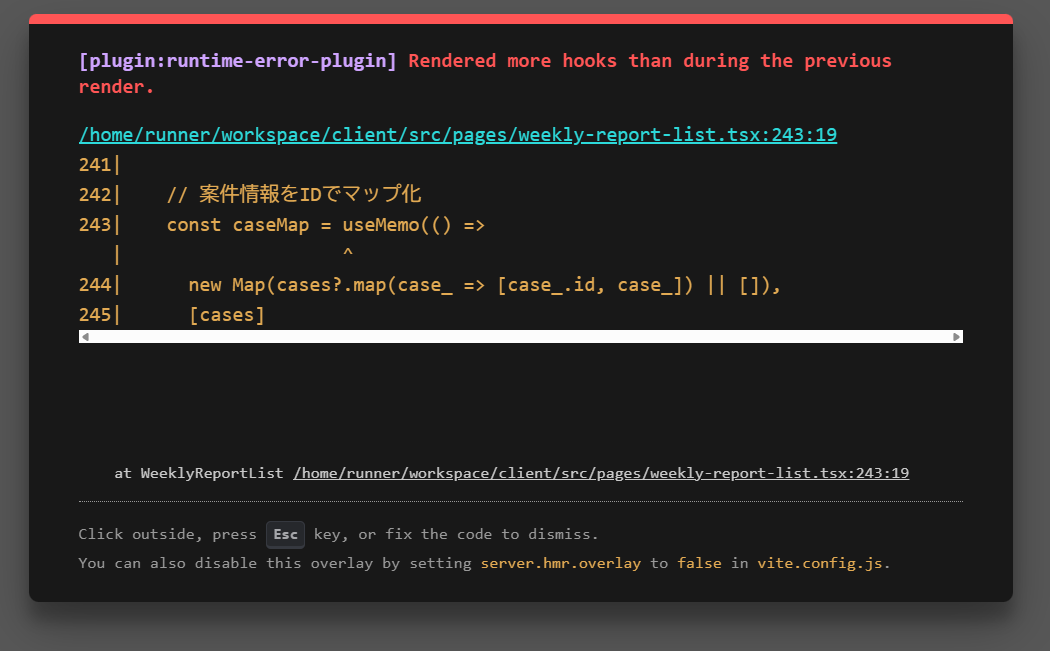 [plugin:runtime-error-plugin] Rendered more hooks than during the previous
render.
/home/runner/workspace/client/src/pages/weekly-report-list.tsx:243:19
241|
242|    // 案件情報をIDでマップ化
243|    const caseMap = useMemo(() =>
   |                    ^
244|      new Map(cases?.map(case_ => [case_.id, case_]) || []),
245|      [cases]
at WeeklyReportList /home/runner/workspace/client/src/pages/weekly-report-list.tsx:243:19
Click outside, press Esc key, or fix the code to dismiss.
You can also disable this overlay by setting server.hmr.overlay to false in vite.config.js.